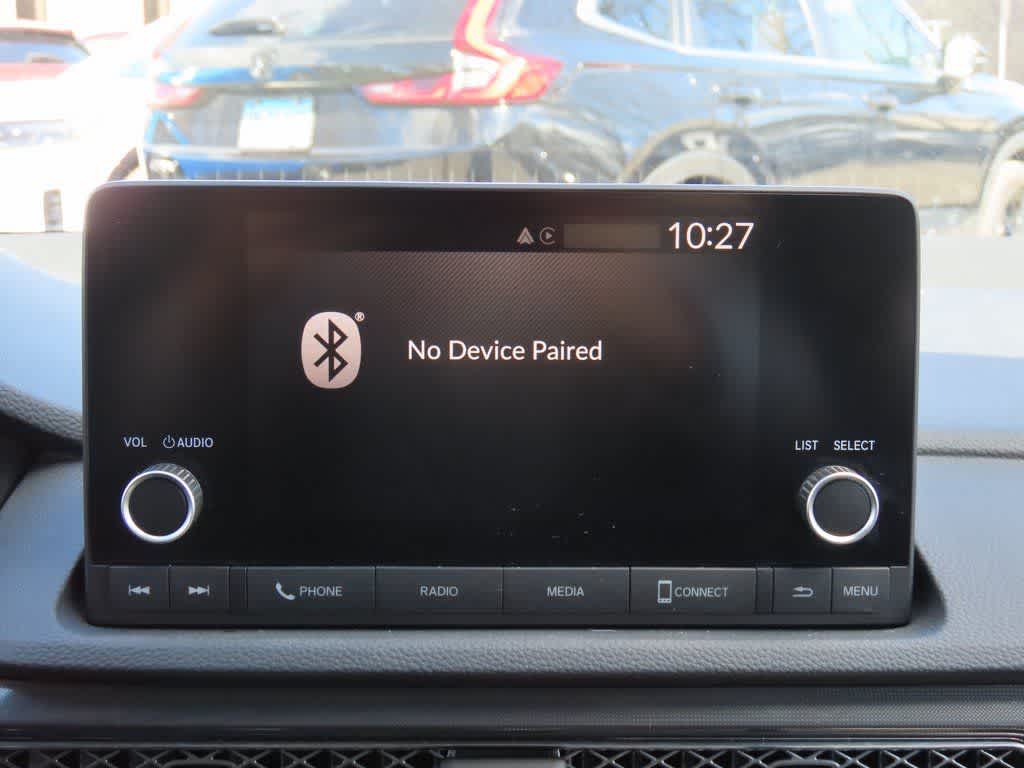 10:27
®
No Device Paired
VOL AUDIO
LIST SELECT
PHONE RADIO MEDIA CONNECT MENU